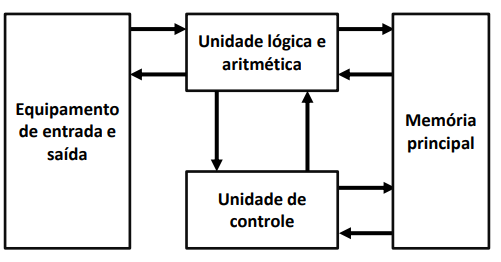 Equipamento
de entrada e
saída
Unidade lógica e
aritmética
Unidade de
controle
Memória
principal